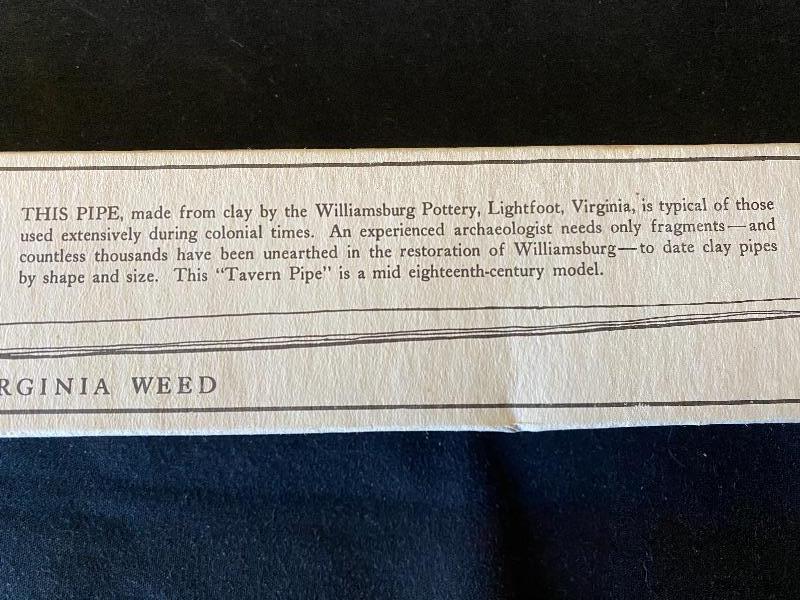 THIS PIPE, made from clay by the Williamsburg Pottery, Lightfoot, Virginia, is typical of those
used extensively during colonial times. An experienced archaeologist needs only fragments—and
countless thousands have been unearthed in the restoration of Williamsburg—to date clay pipes
by shape and size. This “Tavern Pipe” is a mid eighteenth-century model.
RGINIA WEED